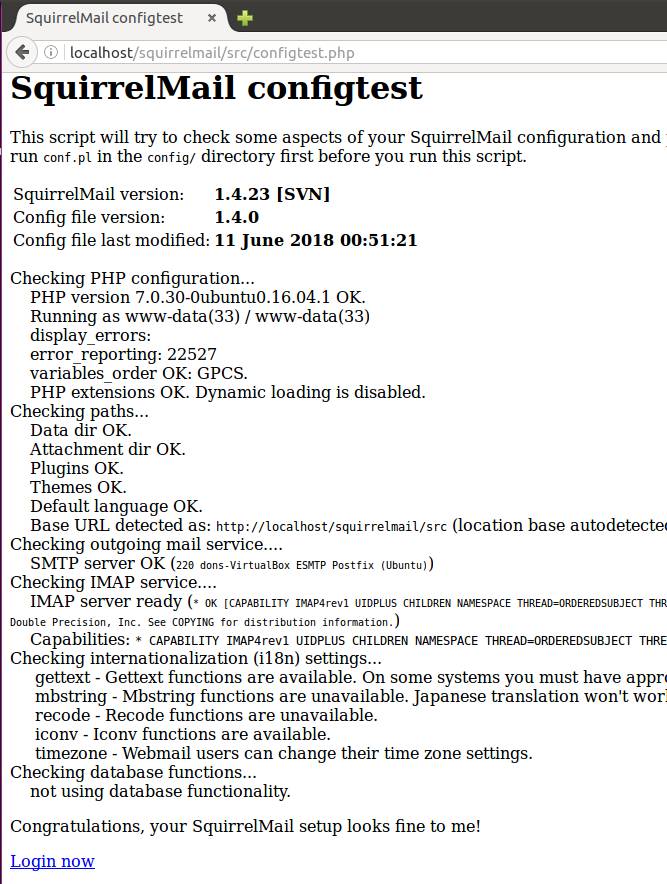 SquirrelMail configtest
localhost/squirrelmail/src/configtest.php
SquirrelMail configtest
This script will try to check some aspects of your SquirrelMail configuration and
run conf.pl in the config/ directory first before you run this script.
SquirrelMail version: 1.4.23 [SVN]
Config file version: 1.4.0
Config file last modified: 11 June 2018 00:51:21
Checking PHP configuration...
PHP version 7.0.30-0ubuntu0.16.04.1 OK.
Running as www-data(33) / www-data(33)
display_errors:
error_reporting: 22527
variables_order OK: GPCS.
PHP extensions OK. Dynamic loading is disabled.
Checking paths...
Data dir OK.
Attachment dir OK.
Plugins OK.
Themes OK.
Default language OK.
Base URL detected as: http://localhost/squirrelmail/src (location base autodetected
Checking outgoing mail service....
SMTP server OK (220 dons-VirtualBox ESMTP Postfix (Ubuntu))
Checking IMAP service....
IMAP server ready (* OK [CAPABILITY IMAP4rev1 UIDPLUS CHILDREN NAMESPACE THREAD=ORDEREDSUBJECT THR
Double Precision, Inc. See COPYING for distribution information.)
Capabilities: * CAPABILITY IMAP4rev1 UIDPLUS CHILDREN NAMESPACE THREAD=ORDEREDSUBJECT THRE
Checking internationalization (i18n) settings...
gettext - Gettext functions are available. On some systems you must have appro
mbstring - Mbstring functions are unavailable. Japanese translation won't work
recode - Recode functions are unavailable.
iconv - Iconv functions are available.
timezone - Webmail users can change their time zone settings.
Checking database functions...
not using database functionality.
Congratulations, your SquirrelMail setup looks fine to me!
Login now